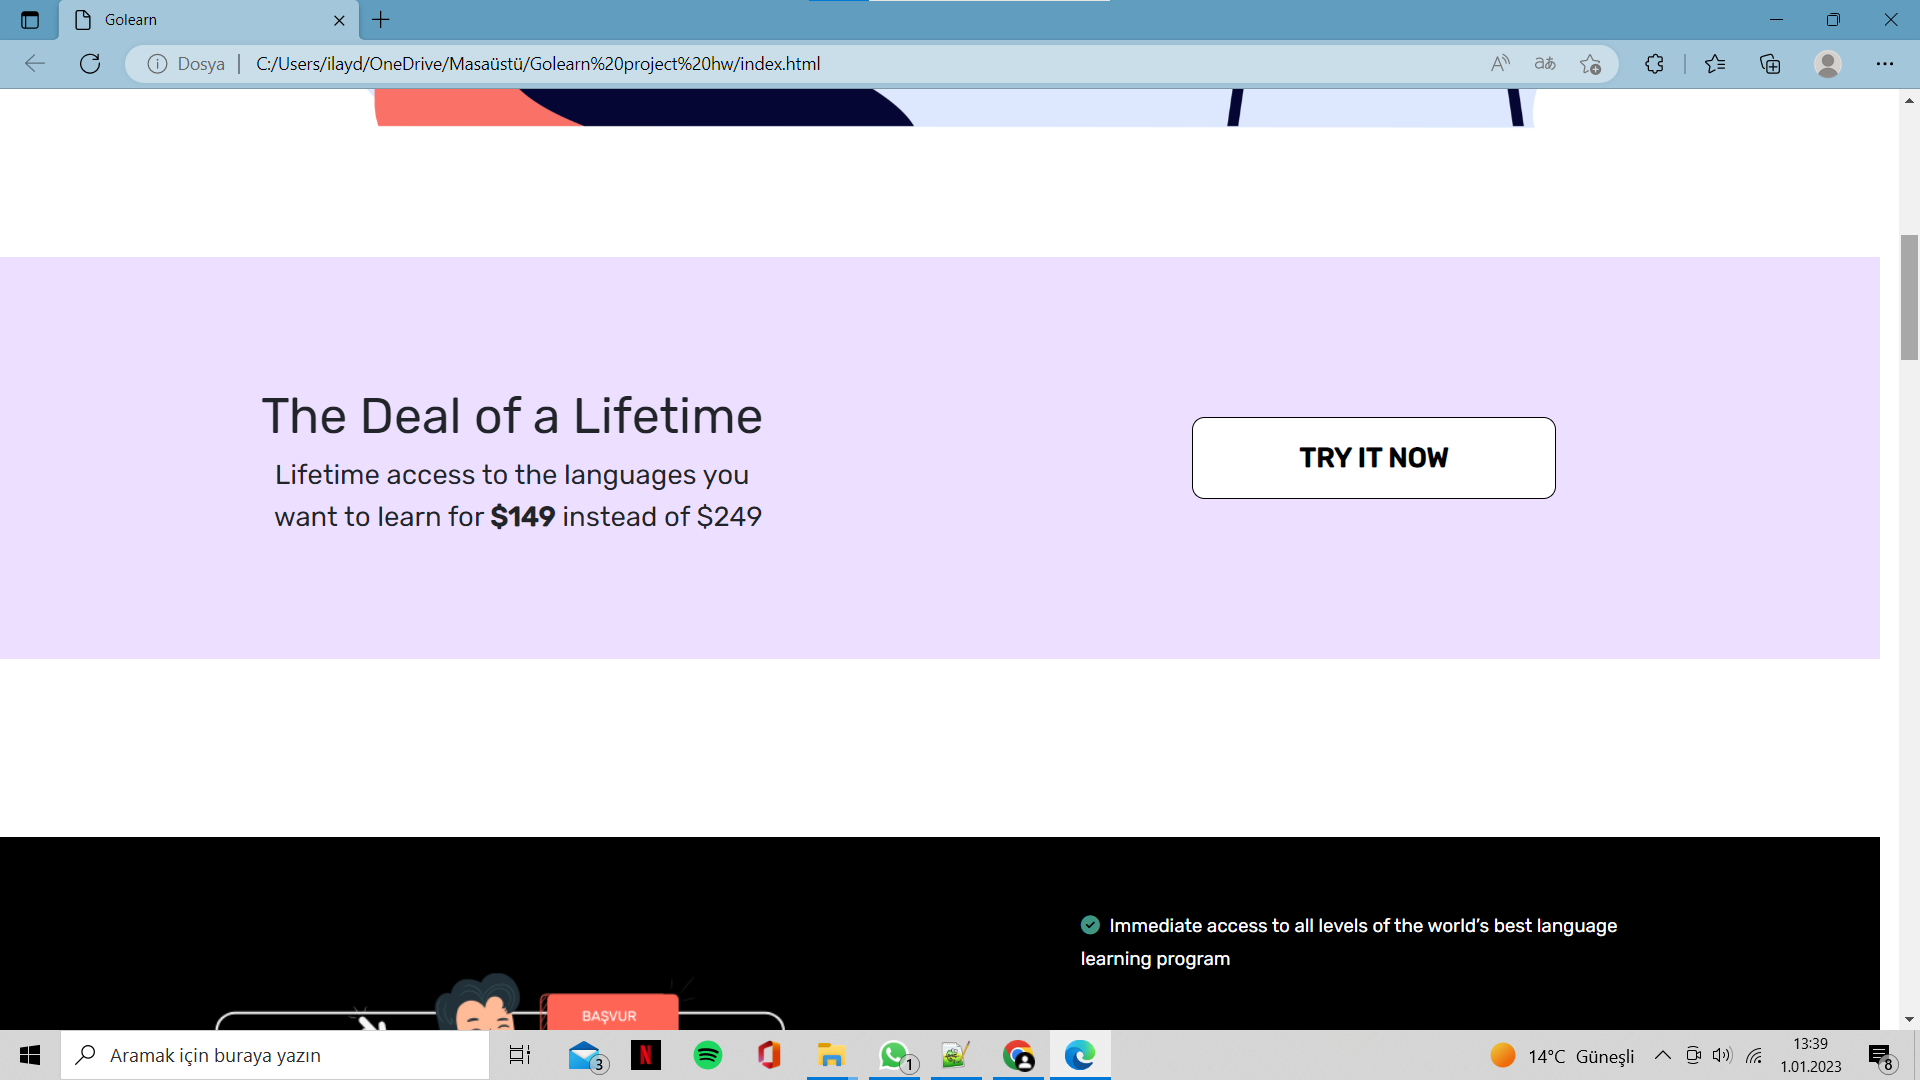 Golearn
Dosya
C:/Users/ilayd/OneDrive/Masaüstü/Golearn%20project%20hw/index.html
The Deal of a Lifetime
Lifetime access to the languages you
want to learn for $149 instead of $249
TRY IT NOW
Immediate access to all levels of the world’s best language
learning program
BAŞVUR
Aramak için buraya yazın
3
N
1
14°C Güneşli
13:39
1.01.2023
8